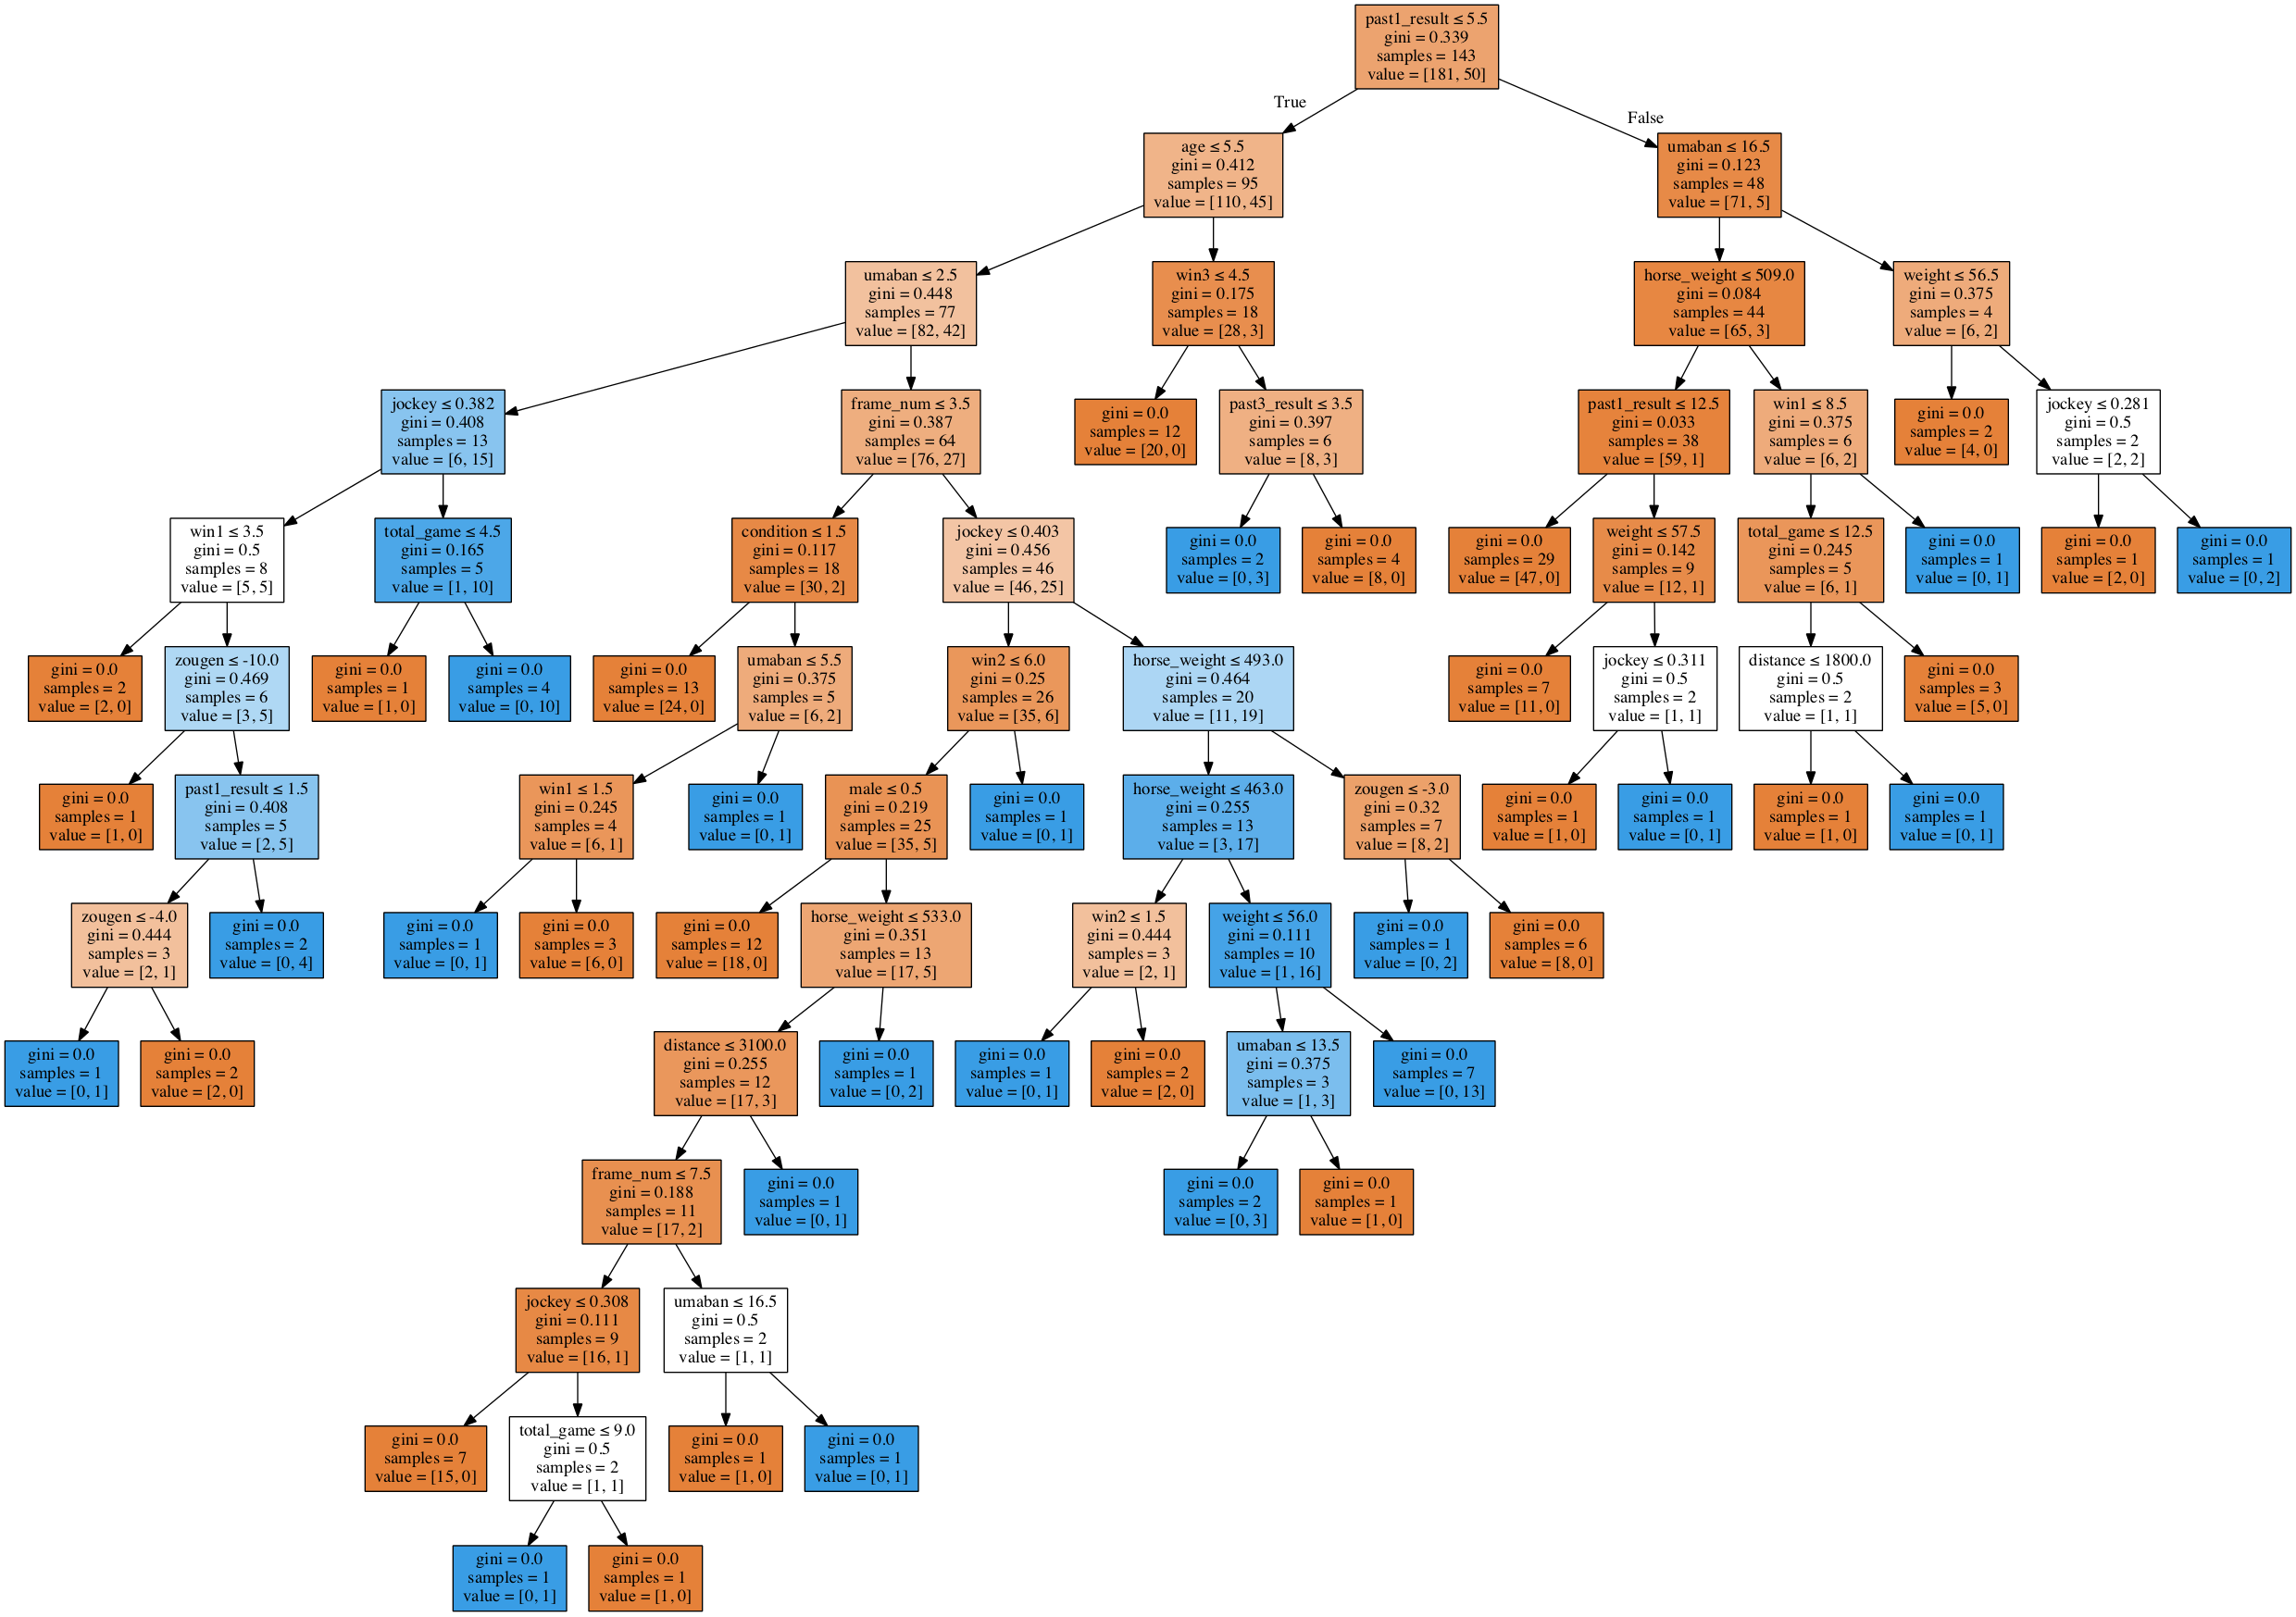 past1_result ≤ 5.5
gini = 0.339
samples = 143
value = [181, 50]
True
False
age ≤ 5.5
gini = 0.412
samples = 95
value = [110, 45]
umaban ≤ 16.5
gini = 0.123
samples = 48
value = [71, 5]
umaban ≤ 2.5
gini = 0.448
samples = 77
value = [82, 42]
win3 ≤ 4.5
gini = 0.175
samples = 18
value = [28, 3]
horse_weight ≤ 509.0
gini = 0.084
samples = 44
value = [65, 3]
weight ≤ 56.5
gini = 0.375
samples = 4
value = [6, 2]
jockey ≤ 0.382
gini = 0.408
samples = 13
value = [6, 15]
frame_num ≤ 3.5
gini = 0.387
samples = 64
value = [76, 27]
gini = 0.0
samples = 12
value = [20, 0]
past3_result ≤ 3.5
gini = 0.397
samples = 6
value = [8, 3]
past1_result ≤ 12.5
gini = 0.033
samples = 38
value = [59, 1]
win1 ≤ 8.5
gini = 0.375
samples = 6
value = [6, 2]
gini = 0.0
samples = 2
value = [4, 0]
jockey ≤ 0.281
gini = 0.5
samples = 2
value = [2, 2]
win1 ≤ 3.5
gini = 0.5
samples = 8
value = [5, 5]
total_game ≤ 4.5
gini = 0.165
samples = 5
value = [1, 10]
condition ≤ 1.5
gini = 0.117
samples = 18
value = [30, 2]
jockey ≤ 0.403
gini = 0.456
samples = 46
value = [46, 25]
gini = 0.0
samples = 2
value = [0, 3]
gini = 0.0
samples = 4
value = [8, 0]
gini = 0.0
samples = 29
value = [47, 0]
weight ≤ 57.5
gini = 0.142
samples = 9
value = [12, 1]
total_game ≤ 12.5
gini = 0.245
samples = 5
value = [6, 1]
gini = 0.0
samples = 1
value = [0, 1]
gini = 0.0
samples = 1
value = [2, 0]
gini = 0.0
samples = 1
value = [0, 2]
gini = 0.0
samples = 2
value = [2, 0]
zougen ≤ -10.0
gini = 0.469
samples = 6
value = [3, 5]
gini = 0.0
samples = 1
value = [1, 0]
gini = 0.0
samples = 4
value = [0, 10]
gini = 0.0
samples = 13
value = [24, 0]
umaban ≤ 5.5
gini = 0.375
samples = 5
value = [6, 2]
win2 ≤ 6.0
gini = 0.25
samples = 26
value = [35, 6]
horse_weight ≤ 493.0
gini = 0.464
samples = 20
value = [11, 19]
gini = 0.0
samples = 7
value = [11, 0]
jockey ≤ 0.311
gini = 0.5
samples = 2
value = [1, 1]
distance ≤ 1800.0
gini = 0.5
samples = 2
value = [1, 1]
gini = 0.0
samples = 3
value = [5, 0]
gini = 0.0
samples = 1
value = [1, 0]
past1_result ≤ 1.5
gini = 0.408
samples = 5
value = [2, 5]
win1 ≤ 1.5
gini = 0.245
samples = 4
value = [6, 1]
gini = 0.0
samples = 1
value = [0, 1]
male ≤ 0.5
gini = 0.219
samples = 25
value = [35, 5]
gini = 0.0
samples = 1
value = [0, 1]
horse_weight ≤ 463.0
gini = 0.255
samples = 13
value = [3, 17]
zougen ≤ -3.0
gini = 0.32
samples = 7
value = [8, 2]
gini = 0.0
samples = 1
value = [1, 0]
gini = 0.0
samples = 1
value = [0, 1]
gini = 0.0
samples = 1
value = [1, 0]
gini = 0.0
samples = 1
value = [0, 1]
zougen ≤ -4.0
gini = 0.444
samples = 3
value = [2, 1]
gini = 0.0
samples = 2
value = [0, 4]
gini = 0.0
samples = 1
value = [0, 1]
gini = 0.0
samples = 3
value = [6, 0]
gini = 0.0
samples = 12
value = [18, 0]
horse_weight ≤ 533.0
gini = 0.351
samples = 13
value = [17, 5]
win2 ≤ 1.5
gini = 0.444
samples = 3
value = [2, 1]
weight ≤ 56.0
gini = 0.111
samples = 10
value = [1, 16]
gini = 0.0
samples = 1
value = [0, 2]
gini = 0.0
samples = 6
value = [8, 0]
gini = 0.0
samples = 1
value = [0, 1]
gini = 0.0
samples = 2
value = [2, 0]
distance ≤ 3100.0
gini = 0.255
samples = 12
value = [17, 3]
gini = 0.0
samples = 1
value = [0, 2]
gini = 0.0
samples = 1
value = [0, 1]
gini = 0.0
samples = 2
value = [2, 0]
umaban ≤ 13.5
gini = 0.375
samples = 3
value = [1, 3]
gini = 0.0
samples = 7
value = [0, 13]
frame_num ≤ 7.5
gini = 0.188
samples = 11
value = [17, 2]
gini = 0.0
samples = 1
value = [0, 1]
gini = 0.0
samples = 2
value = [0, 3]
gini = 0.0
samples = 1
value = [1, 0]
jockey ≤ 0.308
gini = 0.111
samples = 9
value = [16, 1]
umaban ≤ 16.5
gini = 0.5
samples = 2
value = [1, 1]
gini = 0.0
samples = 7
value = [15, 0]
total_game ≤ 9.0
gini = 0.5
samples = 2
value = [1, 1]
gini = 0.0
samples = 1
value = [1, 0]
gini = 0.0
samples = 1
value = [0, 1]
gini = 0.0
samples = 1
value = [0, 1]
gini = 0.0
samples = 1
value = [1, 0]